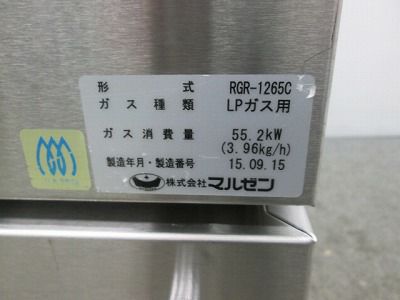 形 式 RGR-1265C
ガス種類 LPガス用
ガス消費量 55.2kW
(3.96kg/h)
製造年月・製造番号 15.09.15
株式会社マルゼン